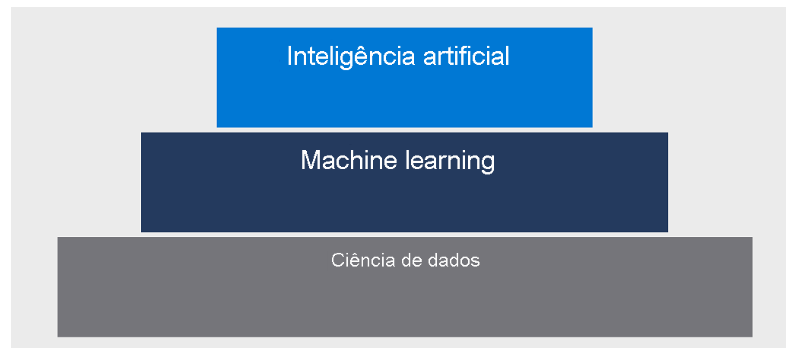 Inteligência artificial
Machine learning
Ciência de dados